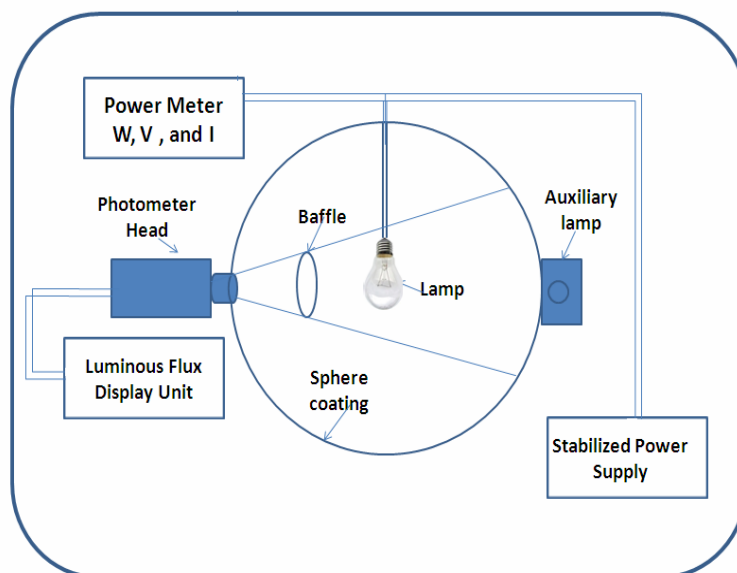 Power Meter
W, V , and I
Photometer
Head
Baffle
Auxiliary
lamp
Lamp
Luminous Flux
Display Unit
Sphere
coating
Stabilized Power
Supply